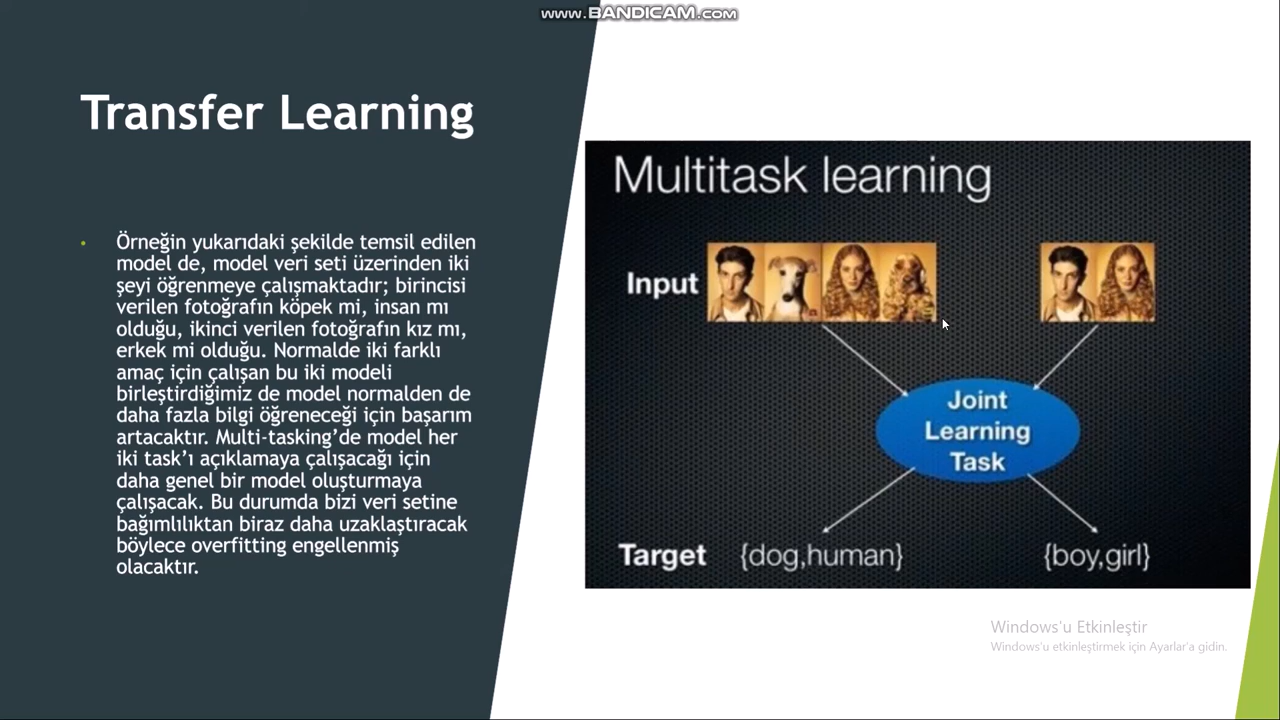 www.BANDICAM.com
Transfer Learning
Örneğin yukarıdaki şekilde temsil edilen
model de, model veri seti üzerinden iki
şeyi öğrenmeye çalışmaktadır; birincisi
verilen fotoğrafın köpek mi, insan mı
olduğu, ikinci verilen fotoğrafın kız mı,
erkek mi olduğu. Normalde iki farklı
amaç için çalışan bu iki modeli
birleştirdiğimiz de model normalden de
daha fazla bilgi öğreneceği için başarım
artacaktır. Multi-tasking’de model her
iki task’ı açıklamaya çalışacağı için
daha genel bir model oluşturmaya
çalışacak. Bu durumda bizi veri setine
bağımlılıktan biraz daha uzaklaştıracak
böylece overfitting engellenmiş
olacaktır.
Multitask learning
Input
Joint
Learning
Task
Target {dog,human} {boy,girl}
Windows'u Etkinleştir
Windows'u etkinleştirmek için Ayarlar'a gidin.